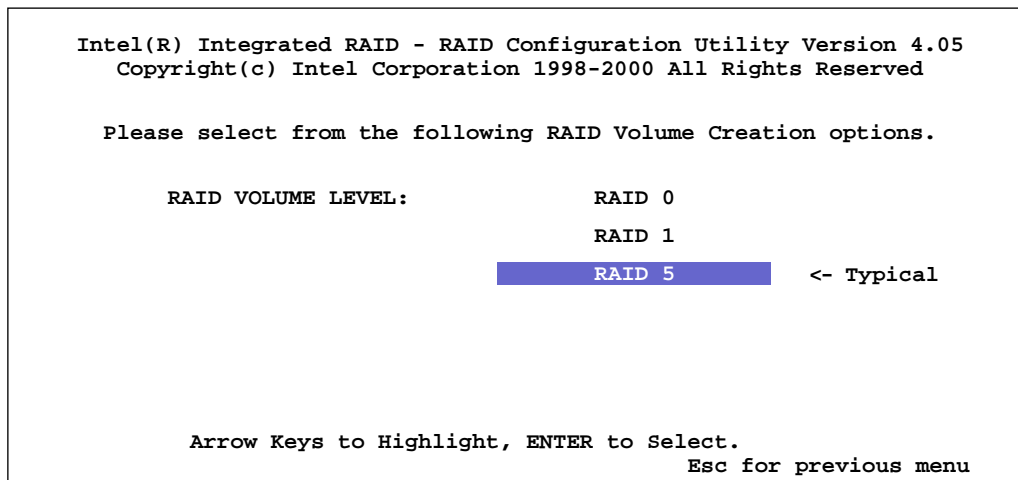 Intel(R) Integrated RAID - RAID Configuration Utility Version 4.05
Copyright(c) Intel Corporation 1998-2000 All Rights Reserved
Please select from the following RAID Volume Creation options.
RAID VOLUME LEVEL: RAID 0
RAID 1
RAID 5 <- Typical
Arrow Keys to Highlight, ENTER to Select.
Esc for previous menu